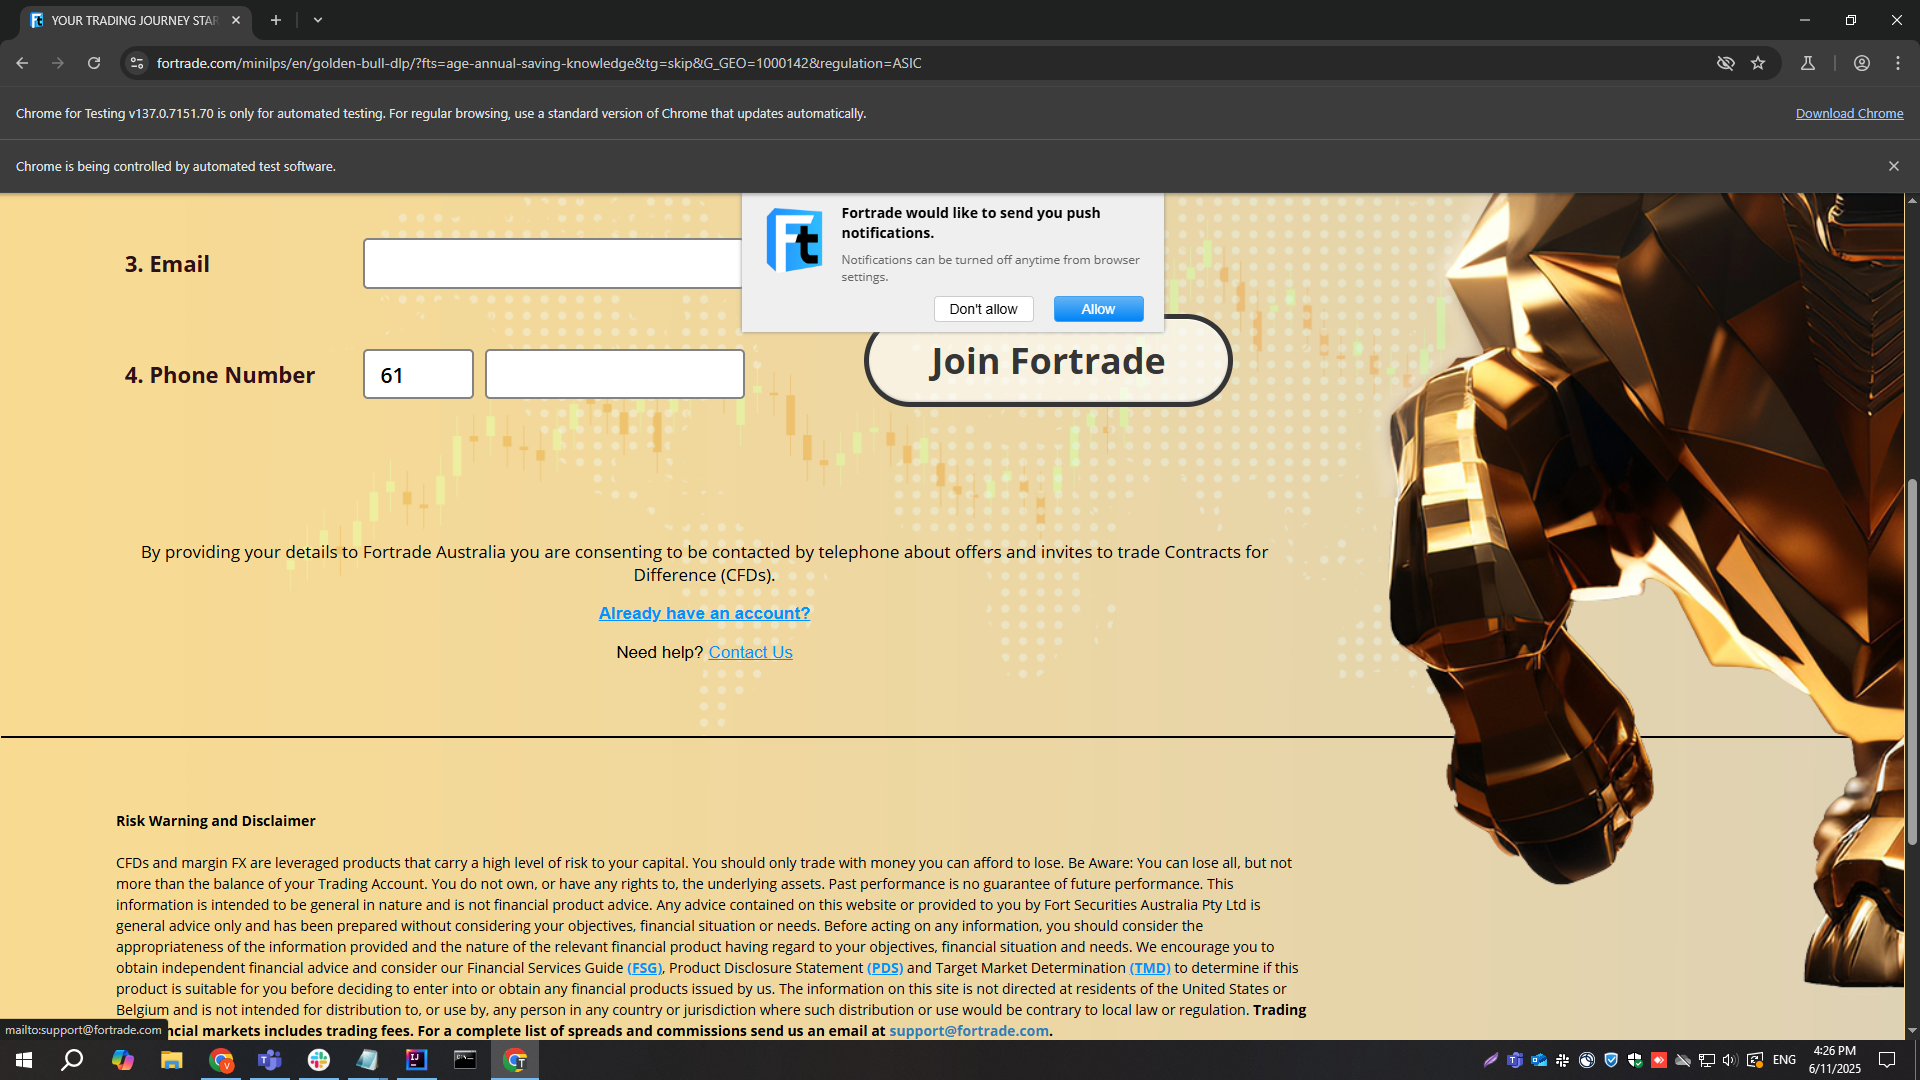 YOUR TRADING JOURNEY STAR
fortrade.com/minilps/en/golden-bull-dlp/?fts=age-annual-saving-knowledge&tg=skip&G_GEO=1000142&regulation=ASIC
Chrome for Testing v137.0.7151.70 is only for automated testing. For regular browsing, use a standard version of Chrome that updates automatically.
Download Chrome
Chrome is being controlled by automated test software.
Ft
Fortrade would like to send you push
notifications.
Notifications can be turned off anytime from browser
settings.
Don't allow
Allow
3. Email
4. Phone Number
61
Join Fortrade
By providing your details to Fortrade Australia you are consenting to be contacted by telephone about offers and invites to trade Contracts for
Difference (CFDs).
Already have an account?
Need help? Contact Us
Risk Warning and Disclaimer
CFDs and margin FX are leveraged products that carry a high level of risk to your capital. You should only trade with money you can afford to lose. Be Aware: You can lose all, but not
more than the balance of your Trading Account. You do not own, or have any rights to, the underlying assets. Past performance is no guarantee of future performance. This
information is intended to be general in nature and is not financial product advice. Any advice contained on this website or provided to you by Fort Securities Australia Pty Ltd is
general advice only and has been prepared without considering your objectives, financial situation or needs. Before acting on any information, you should consider the
appropriateness of the information provided and the nature of the relevant financial product having regard to your objectives, financial situation and needs. We encourage you to
obtain independent financial advice and consider our Financial Services Guide (FSG), Product Disclosure Statement (PDS) and Target Market Determination (TMD) to determine if this
product is suitable for you before deciding to enter into or obtain any financial products issued by us. The information on this site is not directed at residents of the United States or
Belgium and is not intended for distribution to, or use by, any person in any country or jurisdiction where such distribution or use would be contrary to local law or regulation. Trading
ncial markets includes trading fees. For a complete list of spreads and commissions send us an email at support@fortrade.com.
mailto:support@fortrade.com
ENG
4:26 PM
6/11/2025